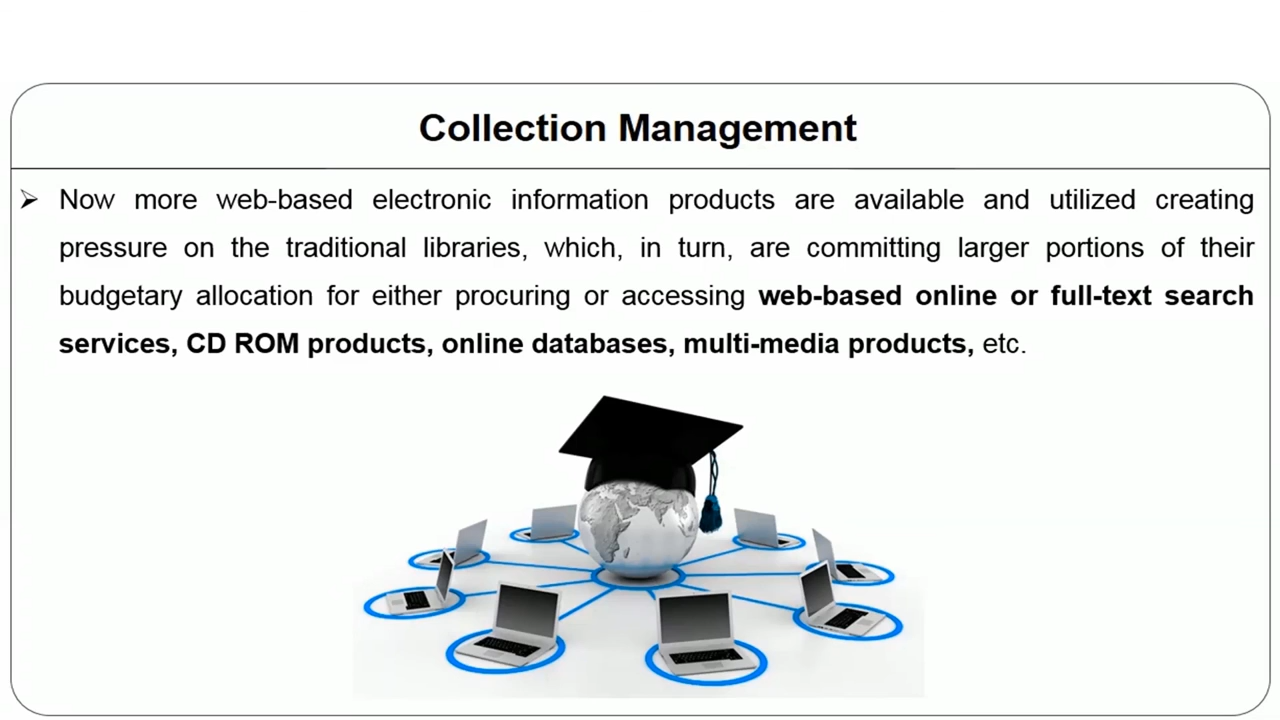 Collection Management
➢ Now more web-based electronic information products are available and utilized creating
pressure on the traditional libraries, which, in turn, are committing larger portions of their
budgetary allocation for either procuring or accessing web-based online or full-text search
services, CD ROM products, online databases, multi-media products, etc.